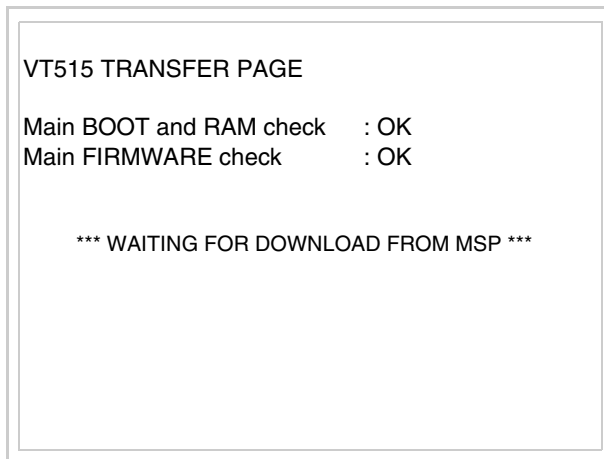 VT515 TRANSFER PAGE
Main BOOT and RAM check : OK
Main FIRMWARE check : OK
*** WAITING FOR DOWNLOAD FROM MSP ***